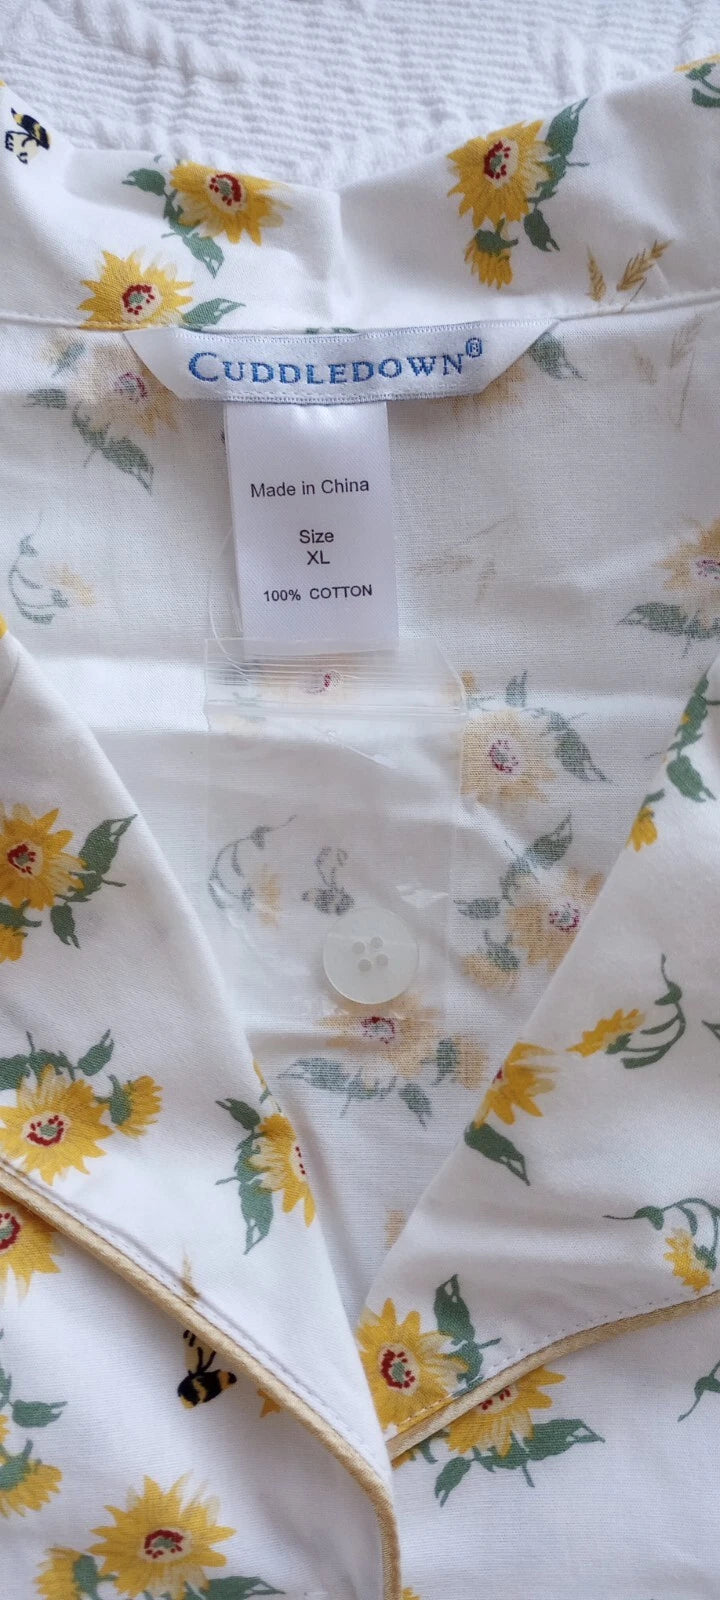 CUDDLEDOWN®
Made in China
Size
XL
100% COTTON